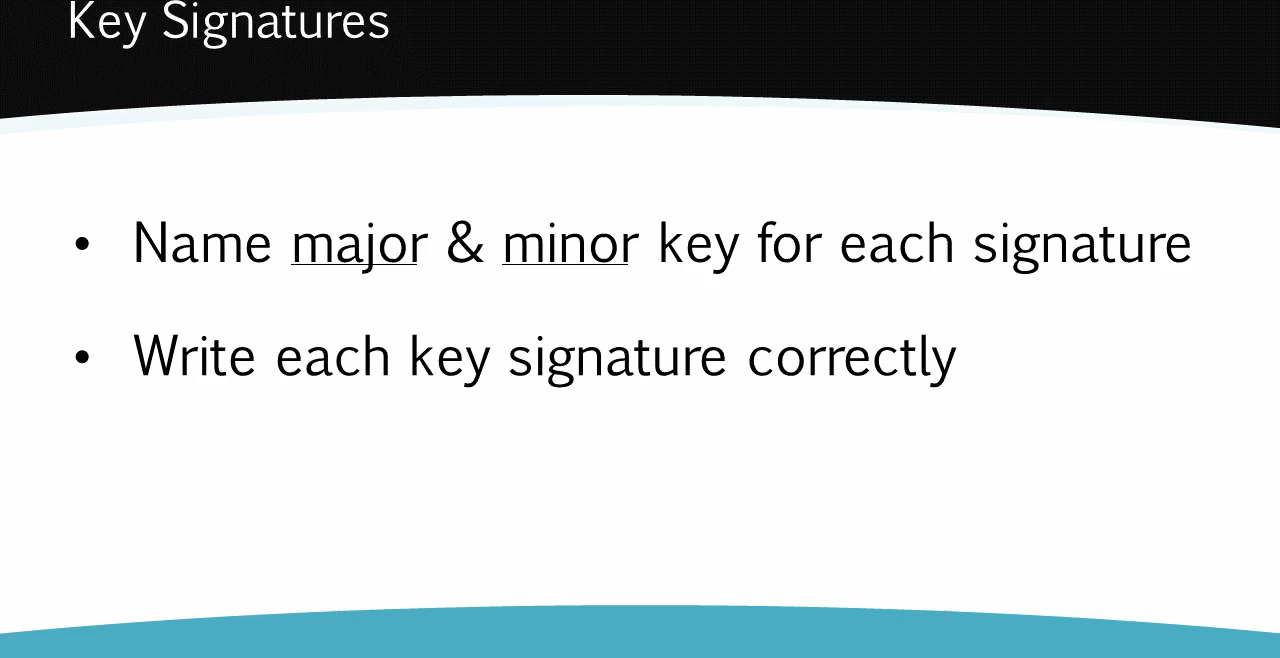 Key Signatures
• Name major & minor key for each signature
• Write each key signature correctly